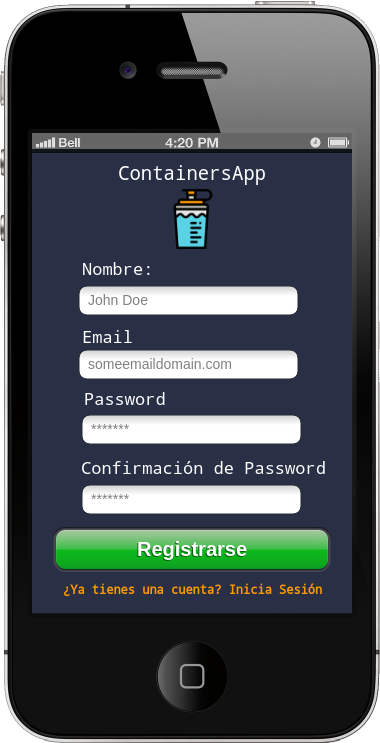 Bell 4:20 PM
ContainersApp
Nombre:
John Doe
Email
someemaildomain.com
Password
*******
Confirmación de Password
*******
Registrarse
¿Ya tienes una cuenta? Inicia Sesión